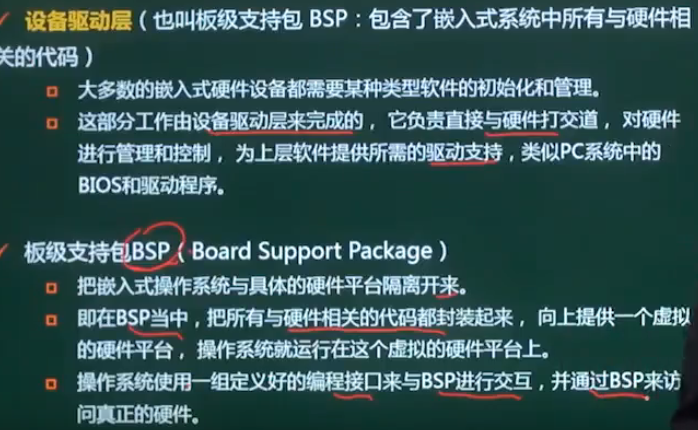 设备驱动层（也叫板级支持包 BSP：包含了嵌入式系统中所有与硬件相
关的代码）
大多数的嵌入式硬件设备都需要某种类型软件的初始化和管理。
这部分工作由设备驱动层来完成的，它负责直接与硬件打交道，对硬件
进行管理和控制，为上层软件提供所需的驱动支持，类似PC系统中的
BIOS和驱动程序。
板级支持包BSP（Board Support Package）
把嵌入式操作系统与具体的硬件平台隔离开来。
即在BSP当中，把所有与硬件相关的代码都封装起来，向上提供一个虚拟
的硬件平台，操作系统就运行在这个虚拟的硬件平台上。
操作系统使用一组定义好的编程接口来与BSP进行交互，并通过BSP来访
问真正的硬件。